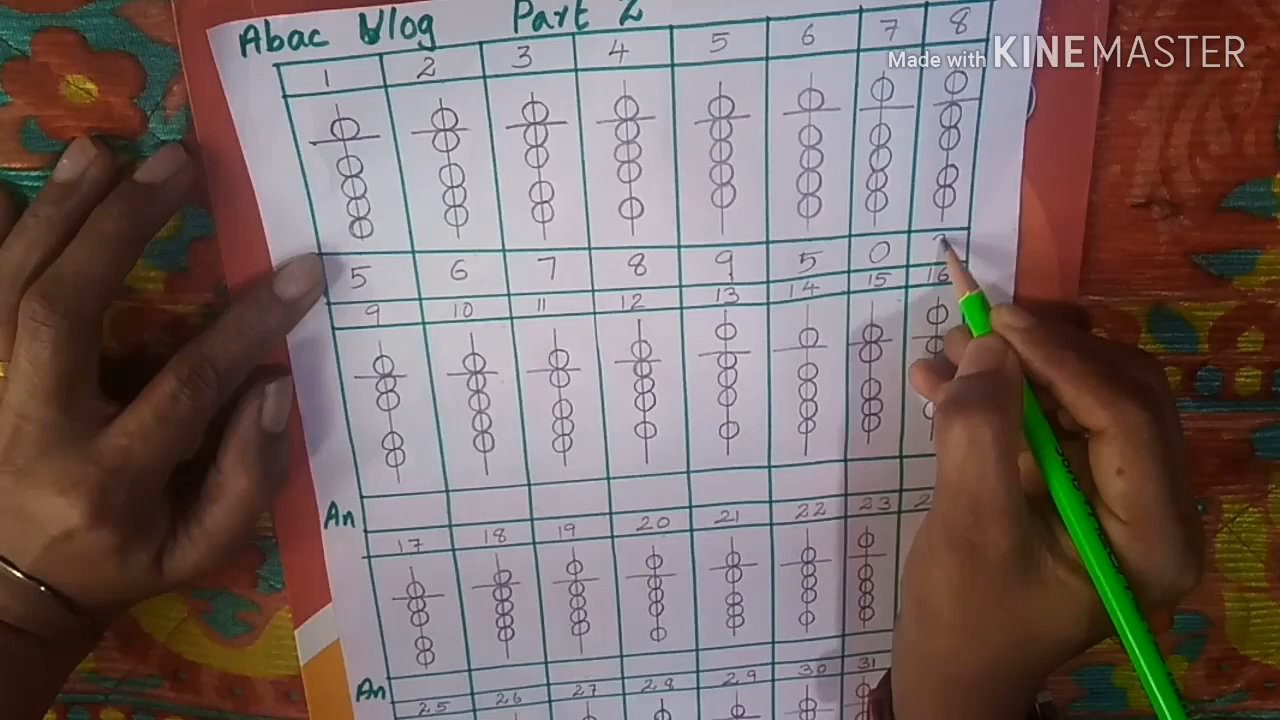 Abac Vlog Part 2
Made with KINEMASTER
1 2 3 4 5 6 7 8
5 6 7 8 9 5 0
9 10 11 12 13 14 15 16
An
17 18 19 20 21 22 23
An
25 26 27 28 29 30 31